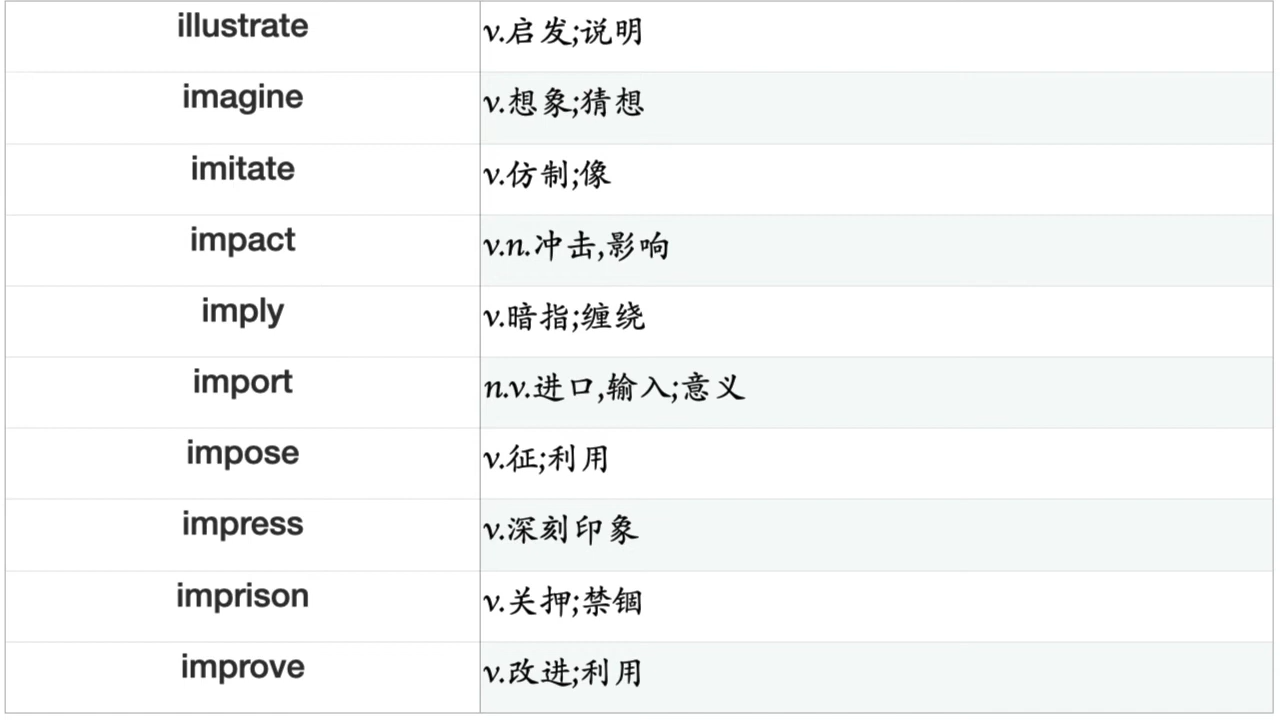 illustrate v.启发;说明
imagine v.想象;猜想
imitate v.仿制;像
impact v.n.冲击,影响
imply v.暗指;缠绕
import n.v.进口,输入;意义
impose v.征;利用
impress v.深刻印象
imprison v.关押;禁锢
improve v.改进;利用